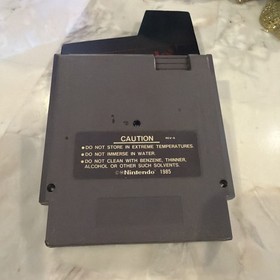 CAUTION
• DO NOT STORE IN EXTREME TEMPERATURES.
• DO NOT IMMERSE IN WATER.
• DO NOT CLEAN WITH BENZENE, THINNER,
ALCOHOL OR OTHER SUCH SOLVENTS.
©®Nintendo 1985